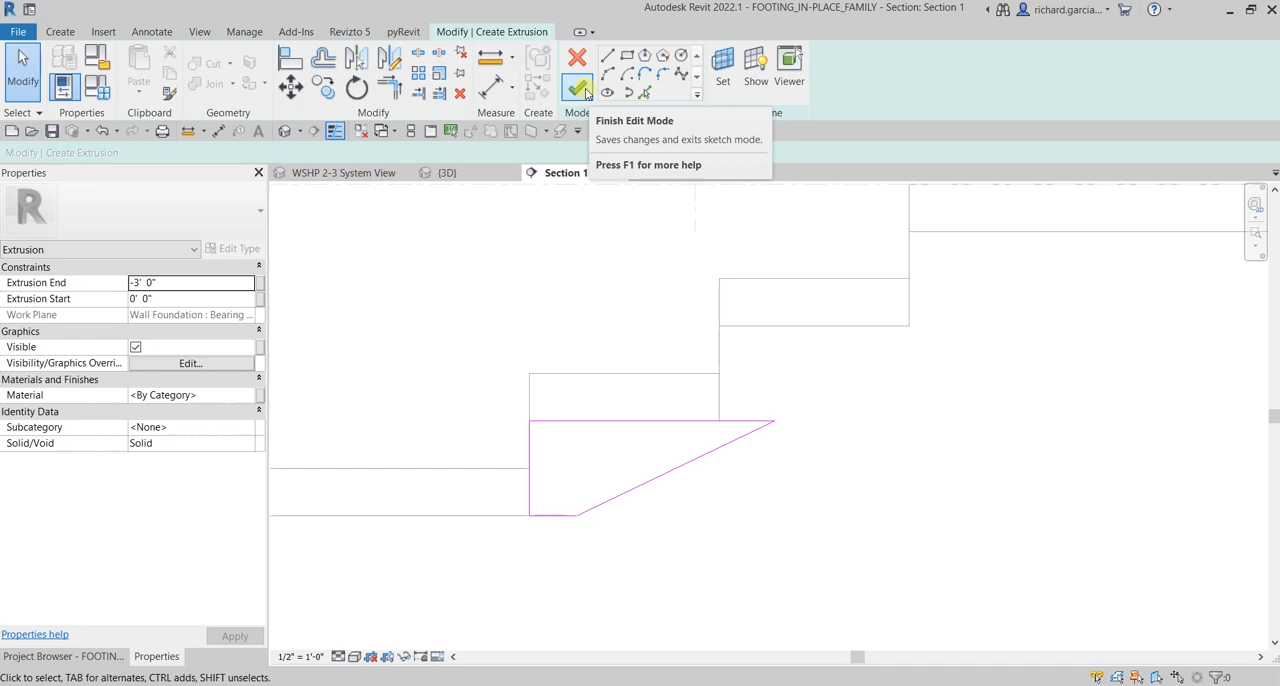 Autodesk Revit 2022.1 - FOOTING_IN-PLACE_FAMILY - Section: Section 1
richard.garcia...
File Create Insert Annotate View Manage Add-Ins Revizto 5 pyRevit Modify | Create Extrusion
Modify
Paste
Cut
Join
Set Show Viewer
Select Properties Clipboard Geometry Modify Measure Create Mode ne
Finish Edit Mode
Saves changes and exits sketch mode.
Press F1 for more help
Modify | Create Extrusion
Properties
WSHP 2-3 System View {3D} Section 1
R
Extrusion Edit Type
Constraints
Extrusion End -3' 0"
Extrusion Start 0' 0"
Work Plane Wall Foundation : Bearing ...
Graphics
Visible
Visibility/Graphics Overri... Edit...
Materials and Finishes
Material <By Category>
Identity Data
Subcategory <None>
Solid/Void Solid
Properties help Apply
Project Browser - FOOTIN... Properties
1/2" = 1'-0"
Click to select, TAB for alternates, CTRL adds, SHIFT unselects.
:0